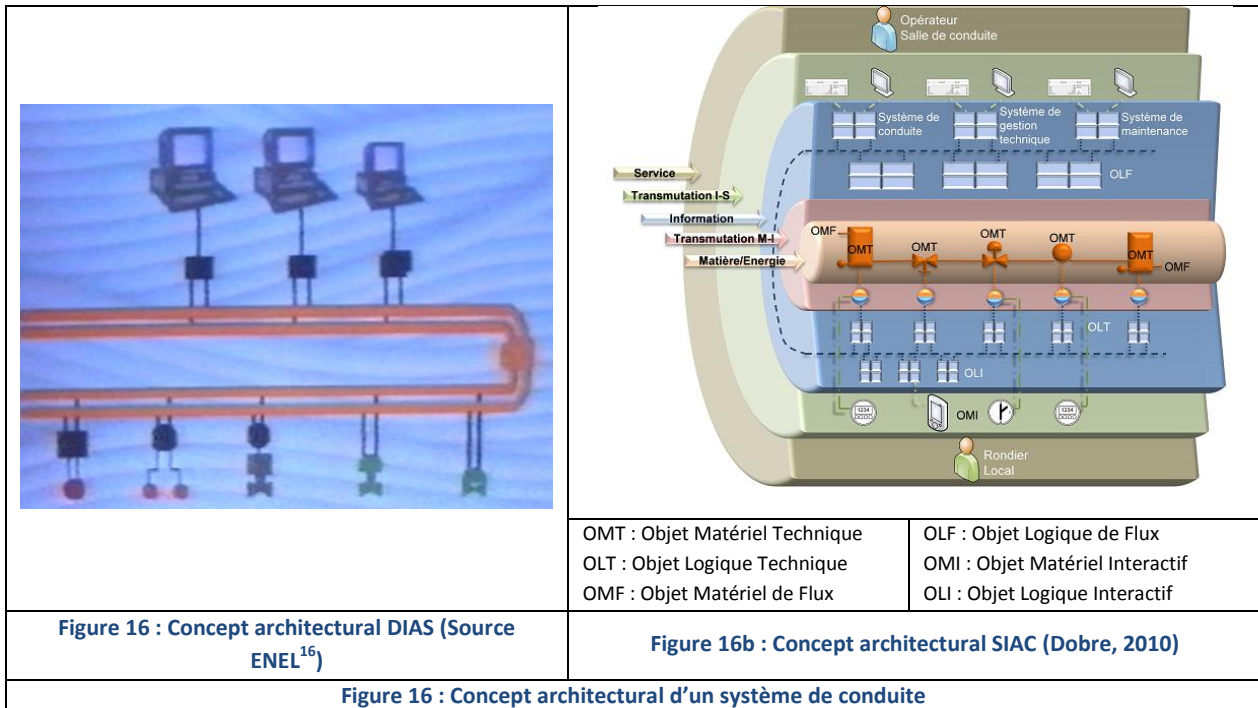 Opérateur
Salle de conduite
Système de conduite
Système de gestion technique
Système de maintenance
OLF
Service
Transmutation I-S
Information
Transmutation M-I
Matière/Energie
OMF
OMT
OMT
OMT
OMT
OMT
OMF
OLT
OLI
1234
OMI
1234
Rondier
Local
OMT : Objet Matériel Technique
OLT : Objet Logique Technique
OMF : Objet Matériel de Flux
OLF : Objet Logique de Flux
OMI : Objet Matériel Interactif
OLI : Objet Logique Interactif
Figure 16 : Concept architectural DIAS (Source
ENEL16)
Figure 16b : Concept architectural SIAC (Dobre, 2010)
Figure 16 : Concept architectural d’un système de conduite